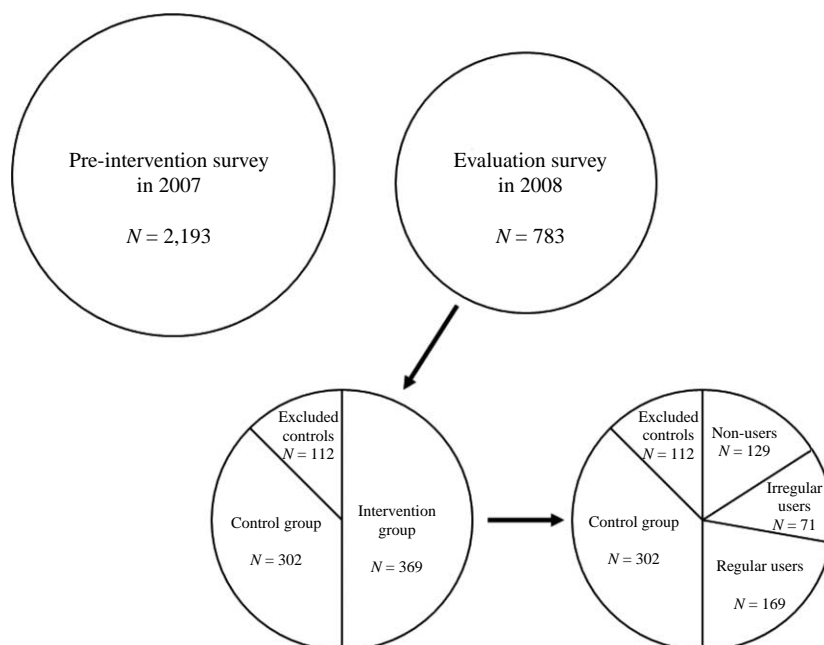 Pre-intervention survey
in 2007
N = 2,193
Evaluation survey
in 2008
N = 783
Excluded
controls
N = 112
Control group
N = 302
Intervention
group
N = 369
Excluded
controls
N = 112
Non-users
N = 129
Irregular
users
N = 71
Control group
N = 302
Regular users
N = 169